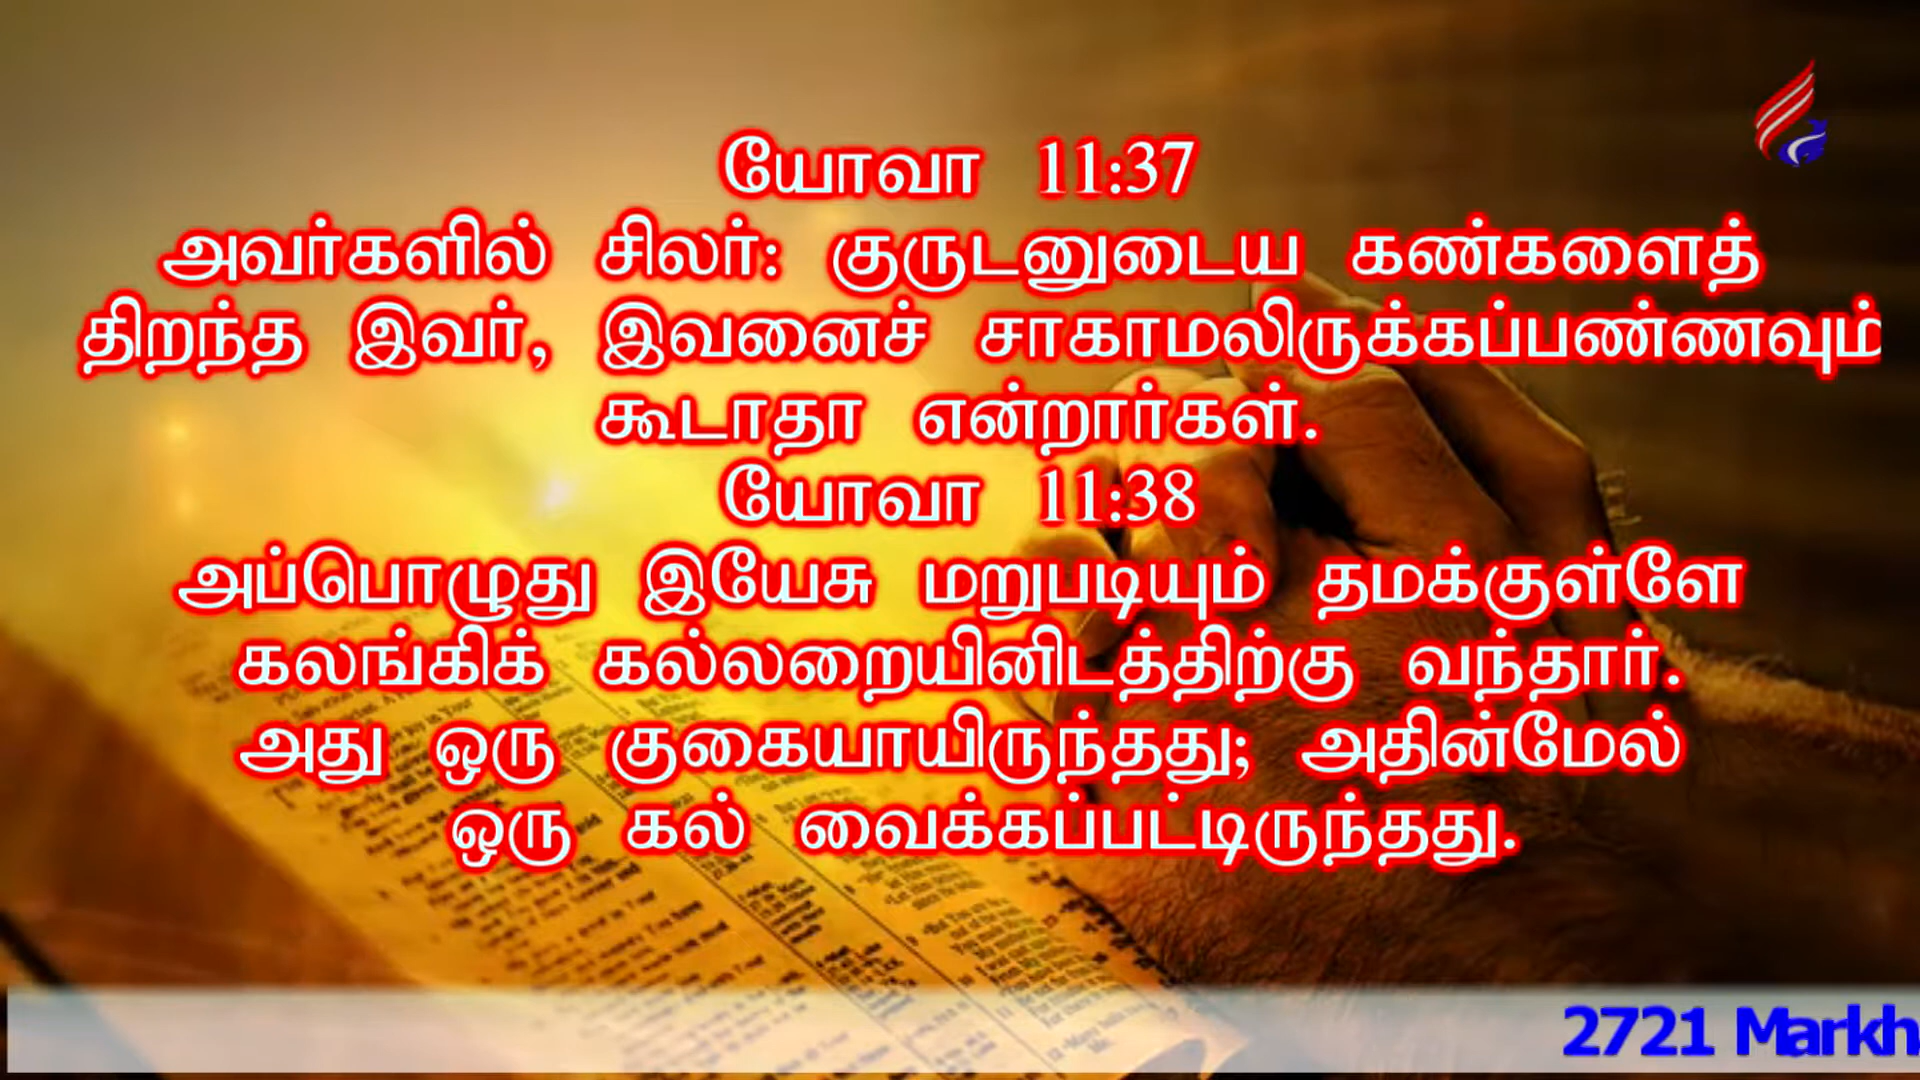 யோவா 11:37
அவர்களில் சிலர்: குருடனுடைய கண்களைத்
திறந்த இவர், இவனைச் சாகாமலிருக்கப்பண்ணவும்
கூடாதா என்றார்கள்.
யோவா 11:38
அப்பொழுது இயேசு மறுபடியும் தமக்குள்ளே
கலங்கிக் கல்லறையினிடத்திற்கு வந்தார்.
அது ஒரு குகையாயிருந்தது; அதின்மேல்
ஒரு கல் வைக்கப்பட்டிருந்தது.
2721 Markh